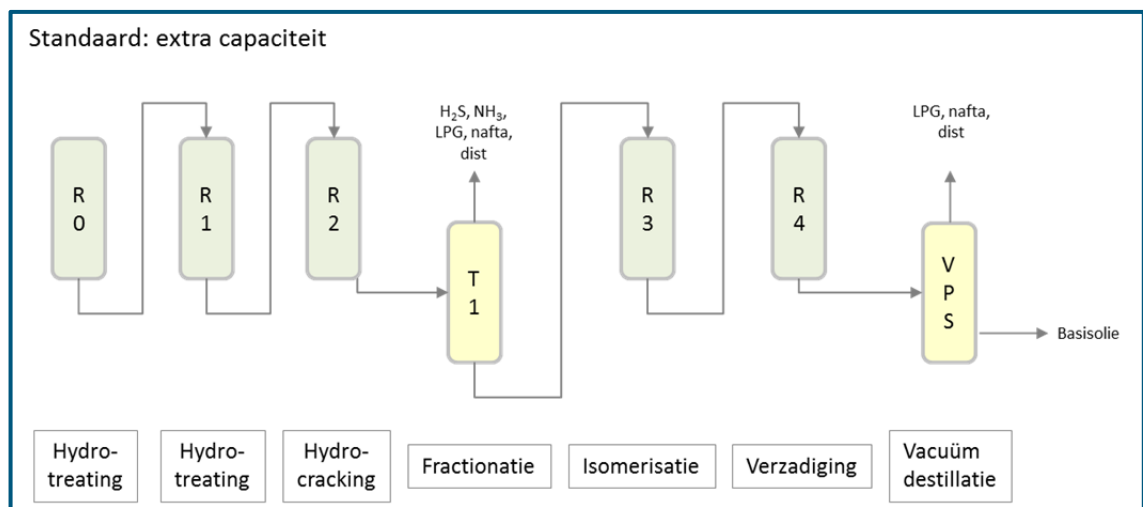 Standaard: extra capaciteit
H₂S, NH₃,
LPG, nafta,
dist
LPG, nafta,
dist
R
0
R
1
R
2
R
3
R
4
T
1
V
P
S
Basisolie
Hydro-
treating
Hydro-
treating
Hydro-
cracking
Fractionatie
Isomerisatie
Verzadiging
Vacuüm
destillatie